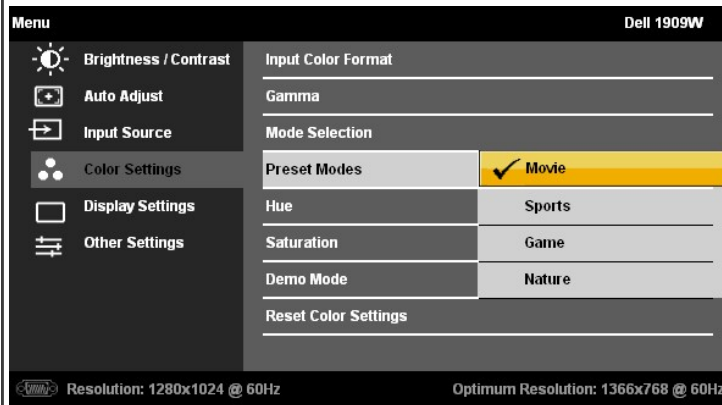 Menu Dell 1909W
Brightness / Contrast Input Color Format
Auto Adjust Gamma
Input Source Mode Selection
Color Settings Preset Modes Movie
Display Settings Hue Sports
Other Settings Saturation Game
Demo Mode Nature
Reset Color Settings
Resolution: 1280x1024 @ 60Hz Optimum Resolution: 1366x768 @ 60Hz